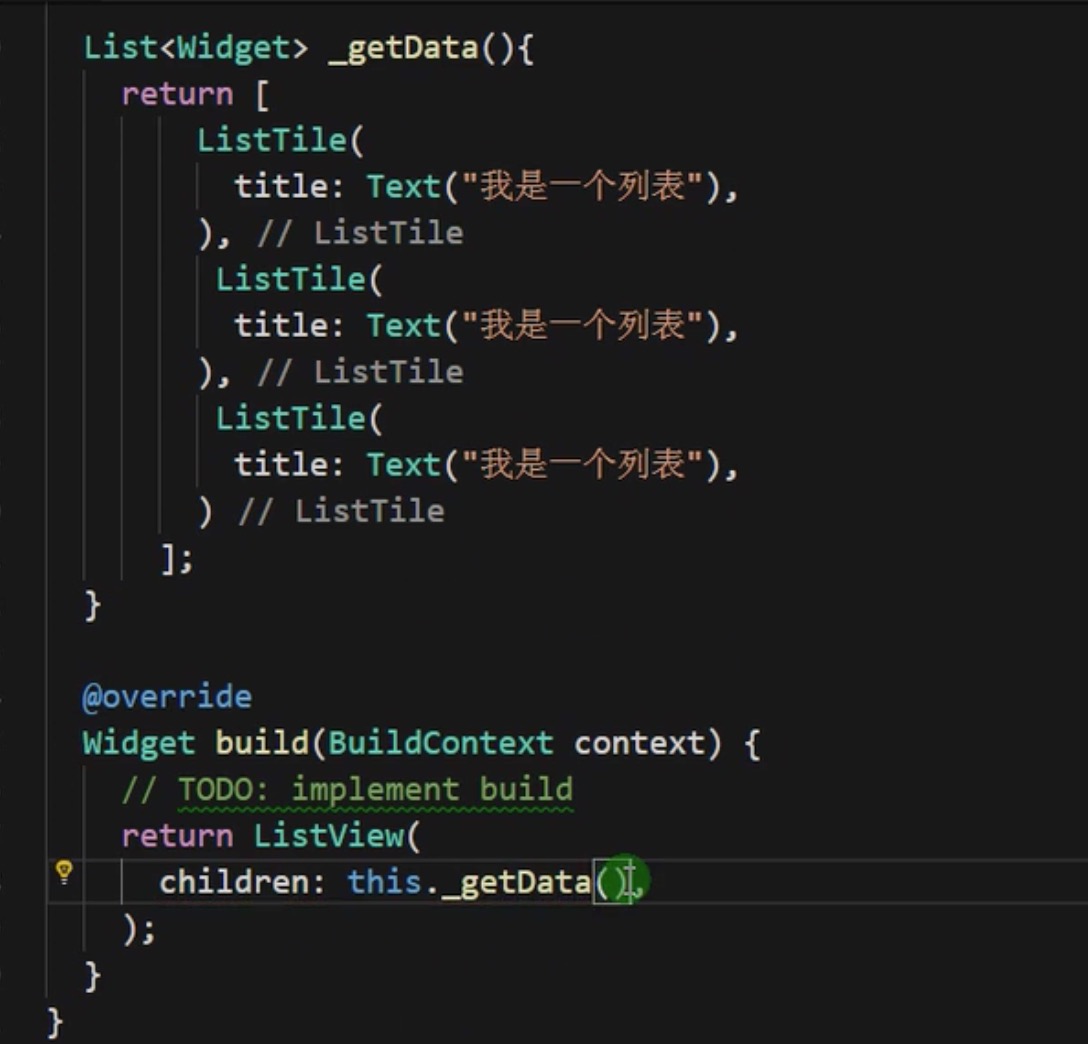 List<Widget> _getData(){
return [
ListTile(
title: Text("我是一个列表"),
), // ListTile
ListTile(
title: Text("我是一个列表"),
), // ListTile
ListTile(
title: Text("我是一个列表"),
) // ListTile
];
}
@override
Widget build(BuildContext context) {
// TODO: implement build
return ListView(
children: this._getData(),
);
}
}